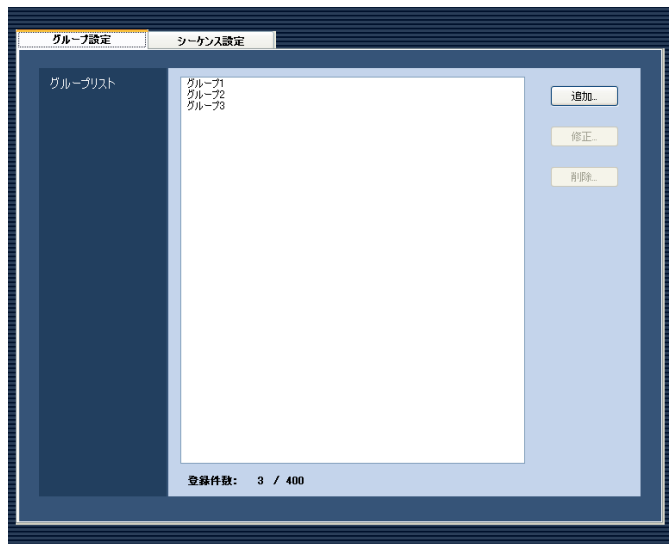 グループ設定
シーケンス設定
グループリスト
グループ1
グループ2
グループ3
追加...
修正...
削除...
登録件数: 3 / 400